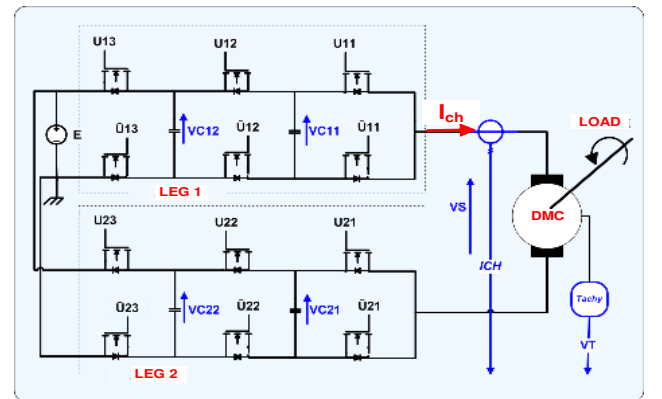 U13 U12 U11
E
Ū13 VC12 Ū12 VC11 Ū11
LEG 1
Ich
LOAD
VS
ICH
DMC
Tachy
VT
U23 U22 U21
Ū23 VC22 Ū22 VC21 Ū21
LEG 2